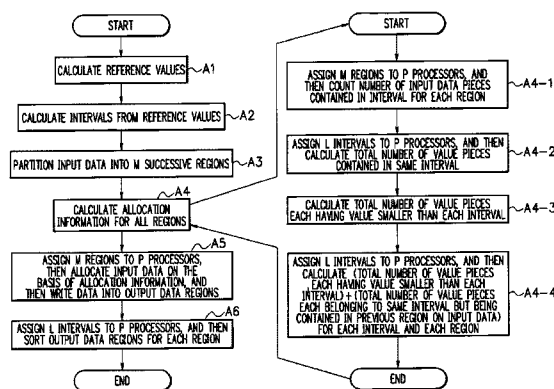 START
CALCULATE REFERENCE VALUES
A1
CALCULATE INTERVALS FROM REFERENCE VALUES
A2
PARTITION INPUT DATA INTO M SUCCESSIVE REGIONS
A3
A4
CALCULATE ALLOCATION
INFORMATION FOR ALL REGIONS
A5
ASSIGN M REGIONS TO P PROCESSORS,
THEN ALLOCATE INPUT DATA ON THE
BASIS OF ALLOCATION INFORMATION, AND
THEN WRITE DATA INTO OUTPUT DATA REGIONS
A6
ASSIGN L INTERVALS TO P PROCESSORS, AND THEN
SORT OUTPUT DATA REGIONS FOR EACH REGION
END
START
ASSIGN M REGIONS TO P PROCESSORS, AND
THEN COUNT NUMBER OF INPUT DATA PIECES
CONTAINED IN INTERVAL FOR EACH REGION
A4-1
ASSIGN L INTERVALS TO P PROCESSORS, AND THEN
CALCULATE TOTAL NUMBER OF VALUE PIECES
CONTAINED IN SAME INTERVAL
A4-2
CALCULATE TOTAL NUMBER OF VALUE PIECES
EACH HAVING VALUE SMALLER THAN EACH INTERVAL
A4-3
ASSIGN L INTERVALS TO P PROCESSORS, AND THEN
CALCULATE (TOTAL NUMBER OF VALUE PIECES
EACH HAVING VALUE SMALLER THAN EACH
INTERVAL)+(TOTAL NUMBER OF VALUE PIECES
EACH BELONGING TO SAME INTERVAL BUT BEING
CONTAINED IN PREVIOUS REGION ON INPUT DATA)
FOR EACH INTERVAL AND EACH REGION
A4-4
END